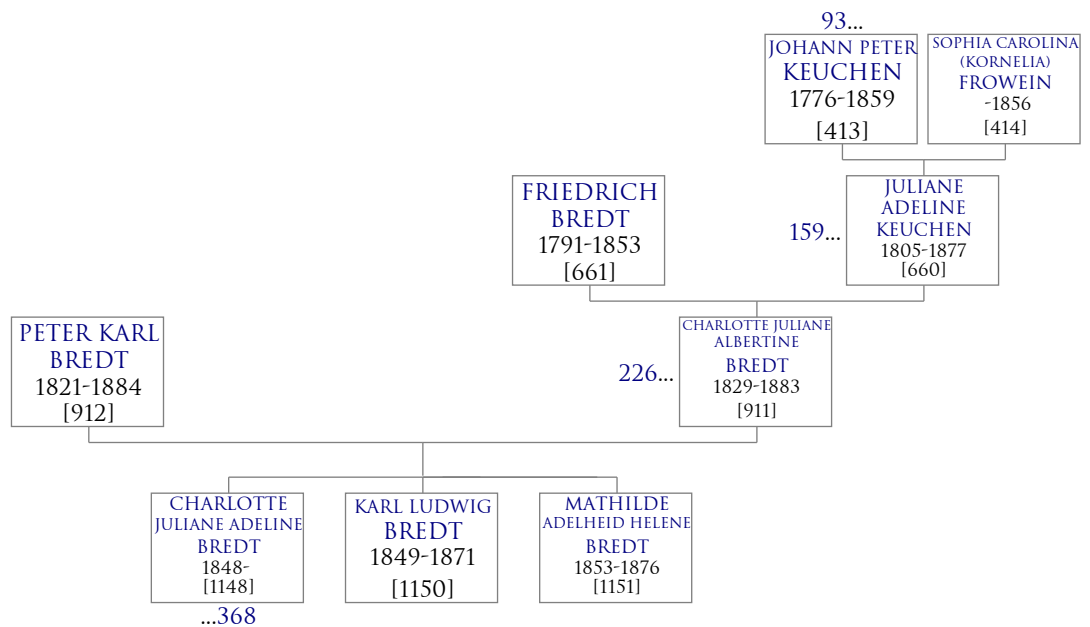 93...
JOHANN PETER
KEUCHEN
1776-1859
[413]
SOPHIA CAROLINA
(KORNELIA)
FROWEIN
-1856
[414]
FRIEDRICH
BREDT
1791-1853
[661]
159...
JULIANE
ADELINE
KEUCHEN
1805-1877
[660]
PETER KARL
BREDT
1821-1884
[912]
226...
CHARLOTTE JULIANE
ALBERTINE
BREDT
1829-1883
[911]
CHARLOTTE
JULIANE ADELINE
BREDT
1848-
[1148]
...368
KARL LUDWIG
BREDT
1849-1871
[1150]
MATHILDE
ADELHEID HELENE
BREDT
1853-1876
[1151]